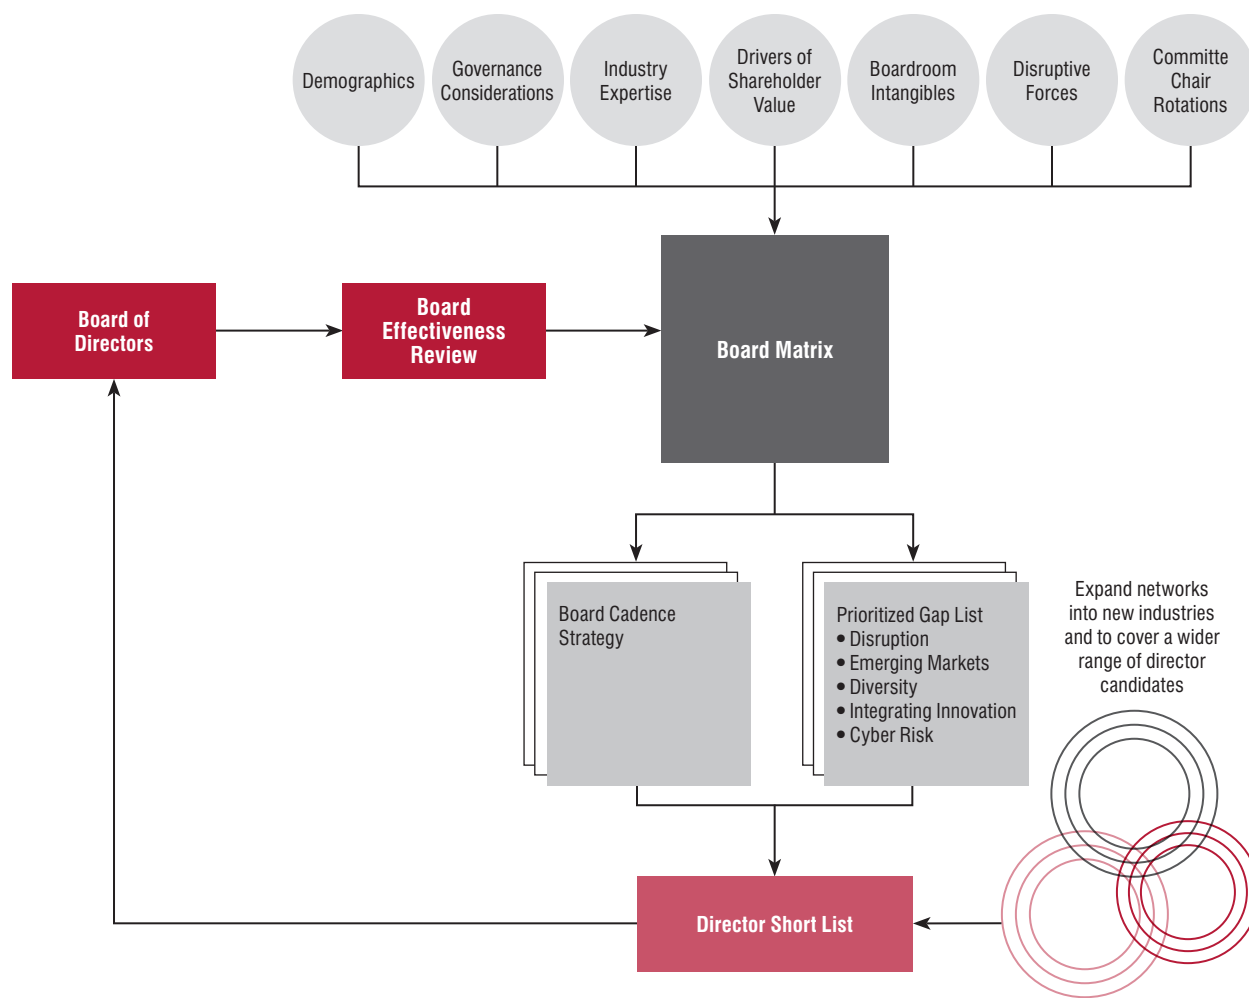 Demographics
Governance
Considerations
Industry
Expertise
Drivers of
Shareholder
Value
Boardroom
Intangibles
Disruptive
Forces
Committe
Chair
Rotations
Board of
Directors
Board
Effectiveness
Review
Board Matrix
Board Cadence
Strategy
Prioritized Gap List
• Disruption
• Emerging Markets
• Diversity
• Integrating Innovation
• Cyber Risk
Expand networks
into new industries
and to cover a wider
range of director
candidates
Director Short List